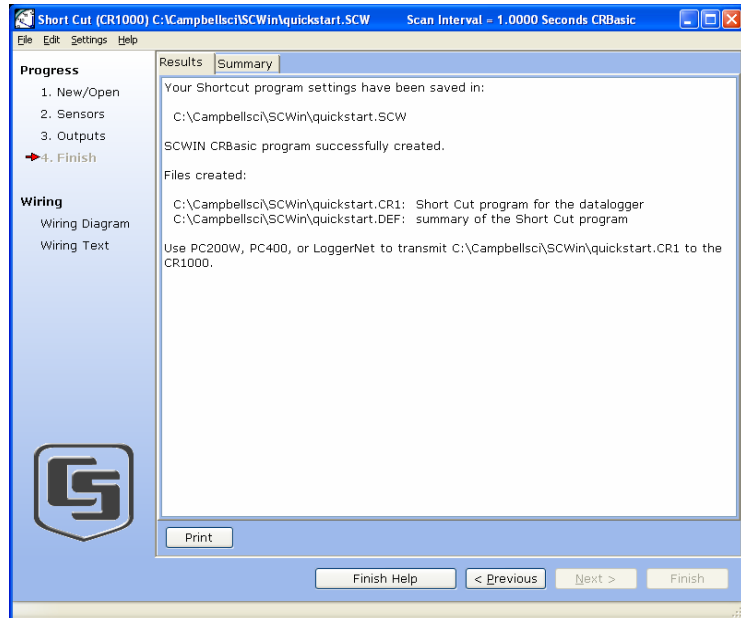 Short Cut (CR1000) C:\Campbellsci\SCWin\quickstart.SCW Scan Interval = 1.0000 Seconds CRBasic
File Edit Settings Help
Progress
1. New/Open
2. Sensors
3. Outputs
4. Finish
Wiring
Wiring Diagram
Wiring Text
Results Summary
Your Shortcut program settings have been saved in:
C:\Campbellsci\SCWin\quickstart.SCW
SCWIN CRBasic program successfully created.
Files created:
C:\Campbellsci\SCWin\quickstart.CR1: Short Cut program for the datalogger
C:\Campbellsci\SCWin\quickstart.DEF: summary of the Short Cut program
Use PC200W, PC400, or LoggerNet to transmit C:\Campbellsci\SCWin\quickstart.CR1 to the
CR1000.
Print
Finish Help < Previous Next > Finish